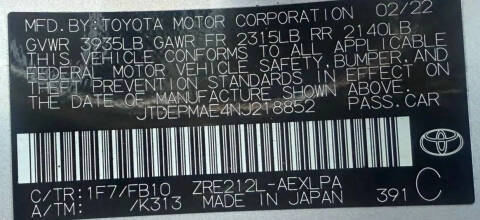 MFD.BY TOYOTA MOTOR CORPORATION 02/22
GVWR 3935LB GAWR FR 2315LB RR 2140LB
THIS VEHICLE CONFORMS TO ALL APPLICABLE
FEDERAL MOTOR VEHICLE SAFETY,BUMPER,AND
THEFT PREVENTION STANDARDS IN EFFECT ON
THE DATE OF MANUFACTURE SHOWN ABOVE.
JTDEPMAE4NJ218852 PASS.CAR
C/TR:1F7/FB10 ZRE212L-AEXLPA C
A/TM: /K313 MADE IN JAPAN 391